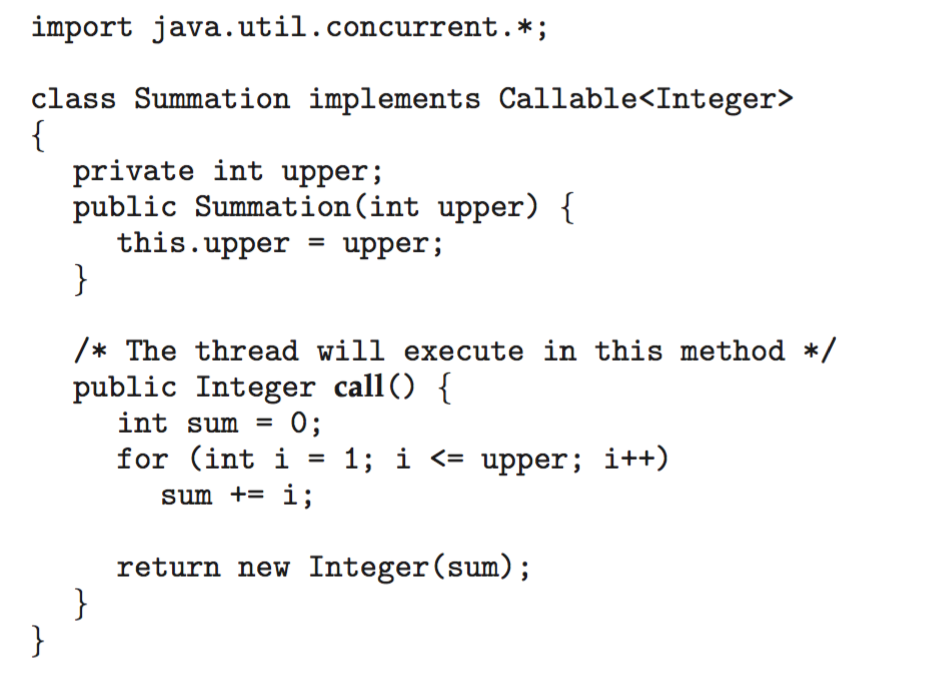 import java.util.concurrent.*;
class Summation implements Callable<Integer>
{
private int upper;
public Summation(int upper) {
this.upper = upper;
}
/* The thread will execute in this method */
public Integer call() {
int sum = 0;
for (int i = 1; i <= upper; i++)
sum += i;
return new Integer(sum);
}
}